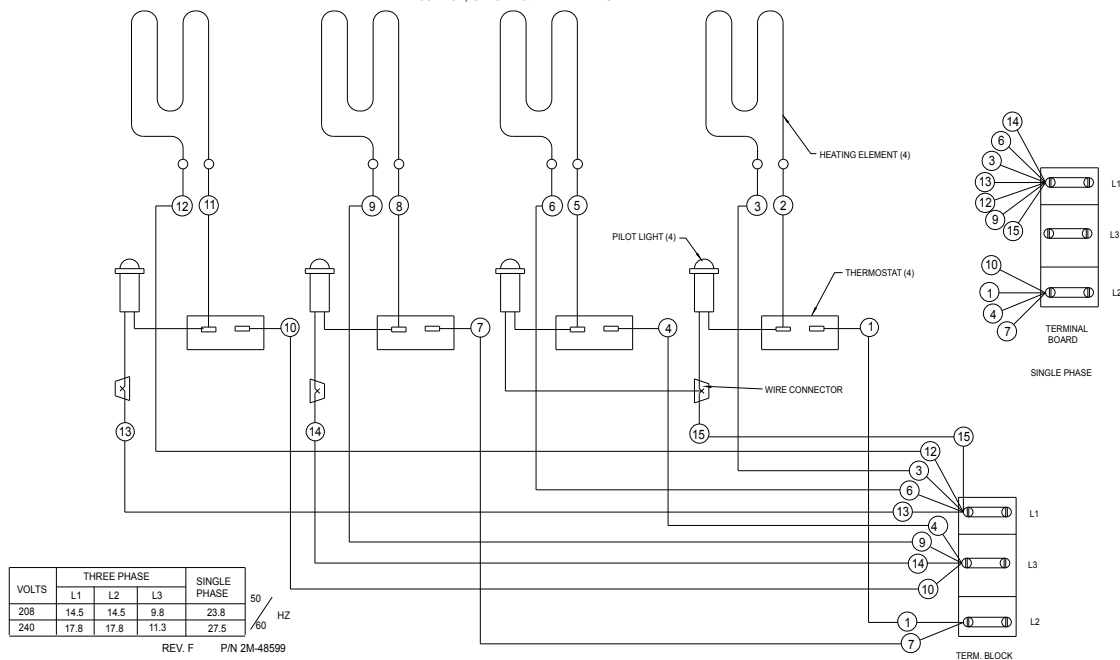 14
6
3
13
12
9
15
L1
L3
10
1
4
7
L2
TERMINAL
BOARD
SINGLE PHASE
HEATING ELEMENT (4)
12
11
9
8
6
5
3
2
PILOT LIGHT (4)
THERMOSTAT (4)
10
7
4
1
WIRE CONNECTOR
13
14
15
15
12
3
6
13
L1
4
9
14
10
L3
1
7
L2
TERM. BLOCK
VOLTS THREE PHASE SINGLE PHASE
L1 L2 L3
208 14.5 14.5 9.8 23.8
240 17.8 17.8 11.3 27.5
50/60 HZ
REV. F P/N 2M-48599